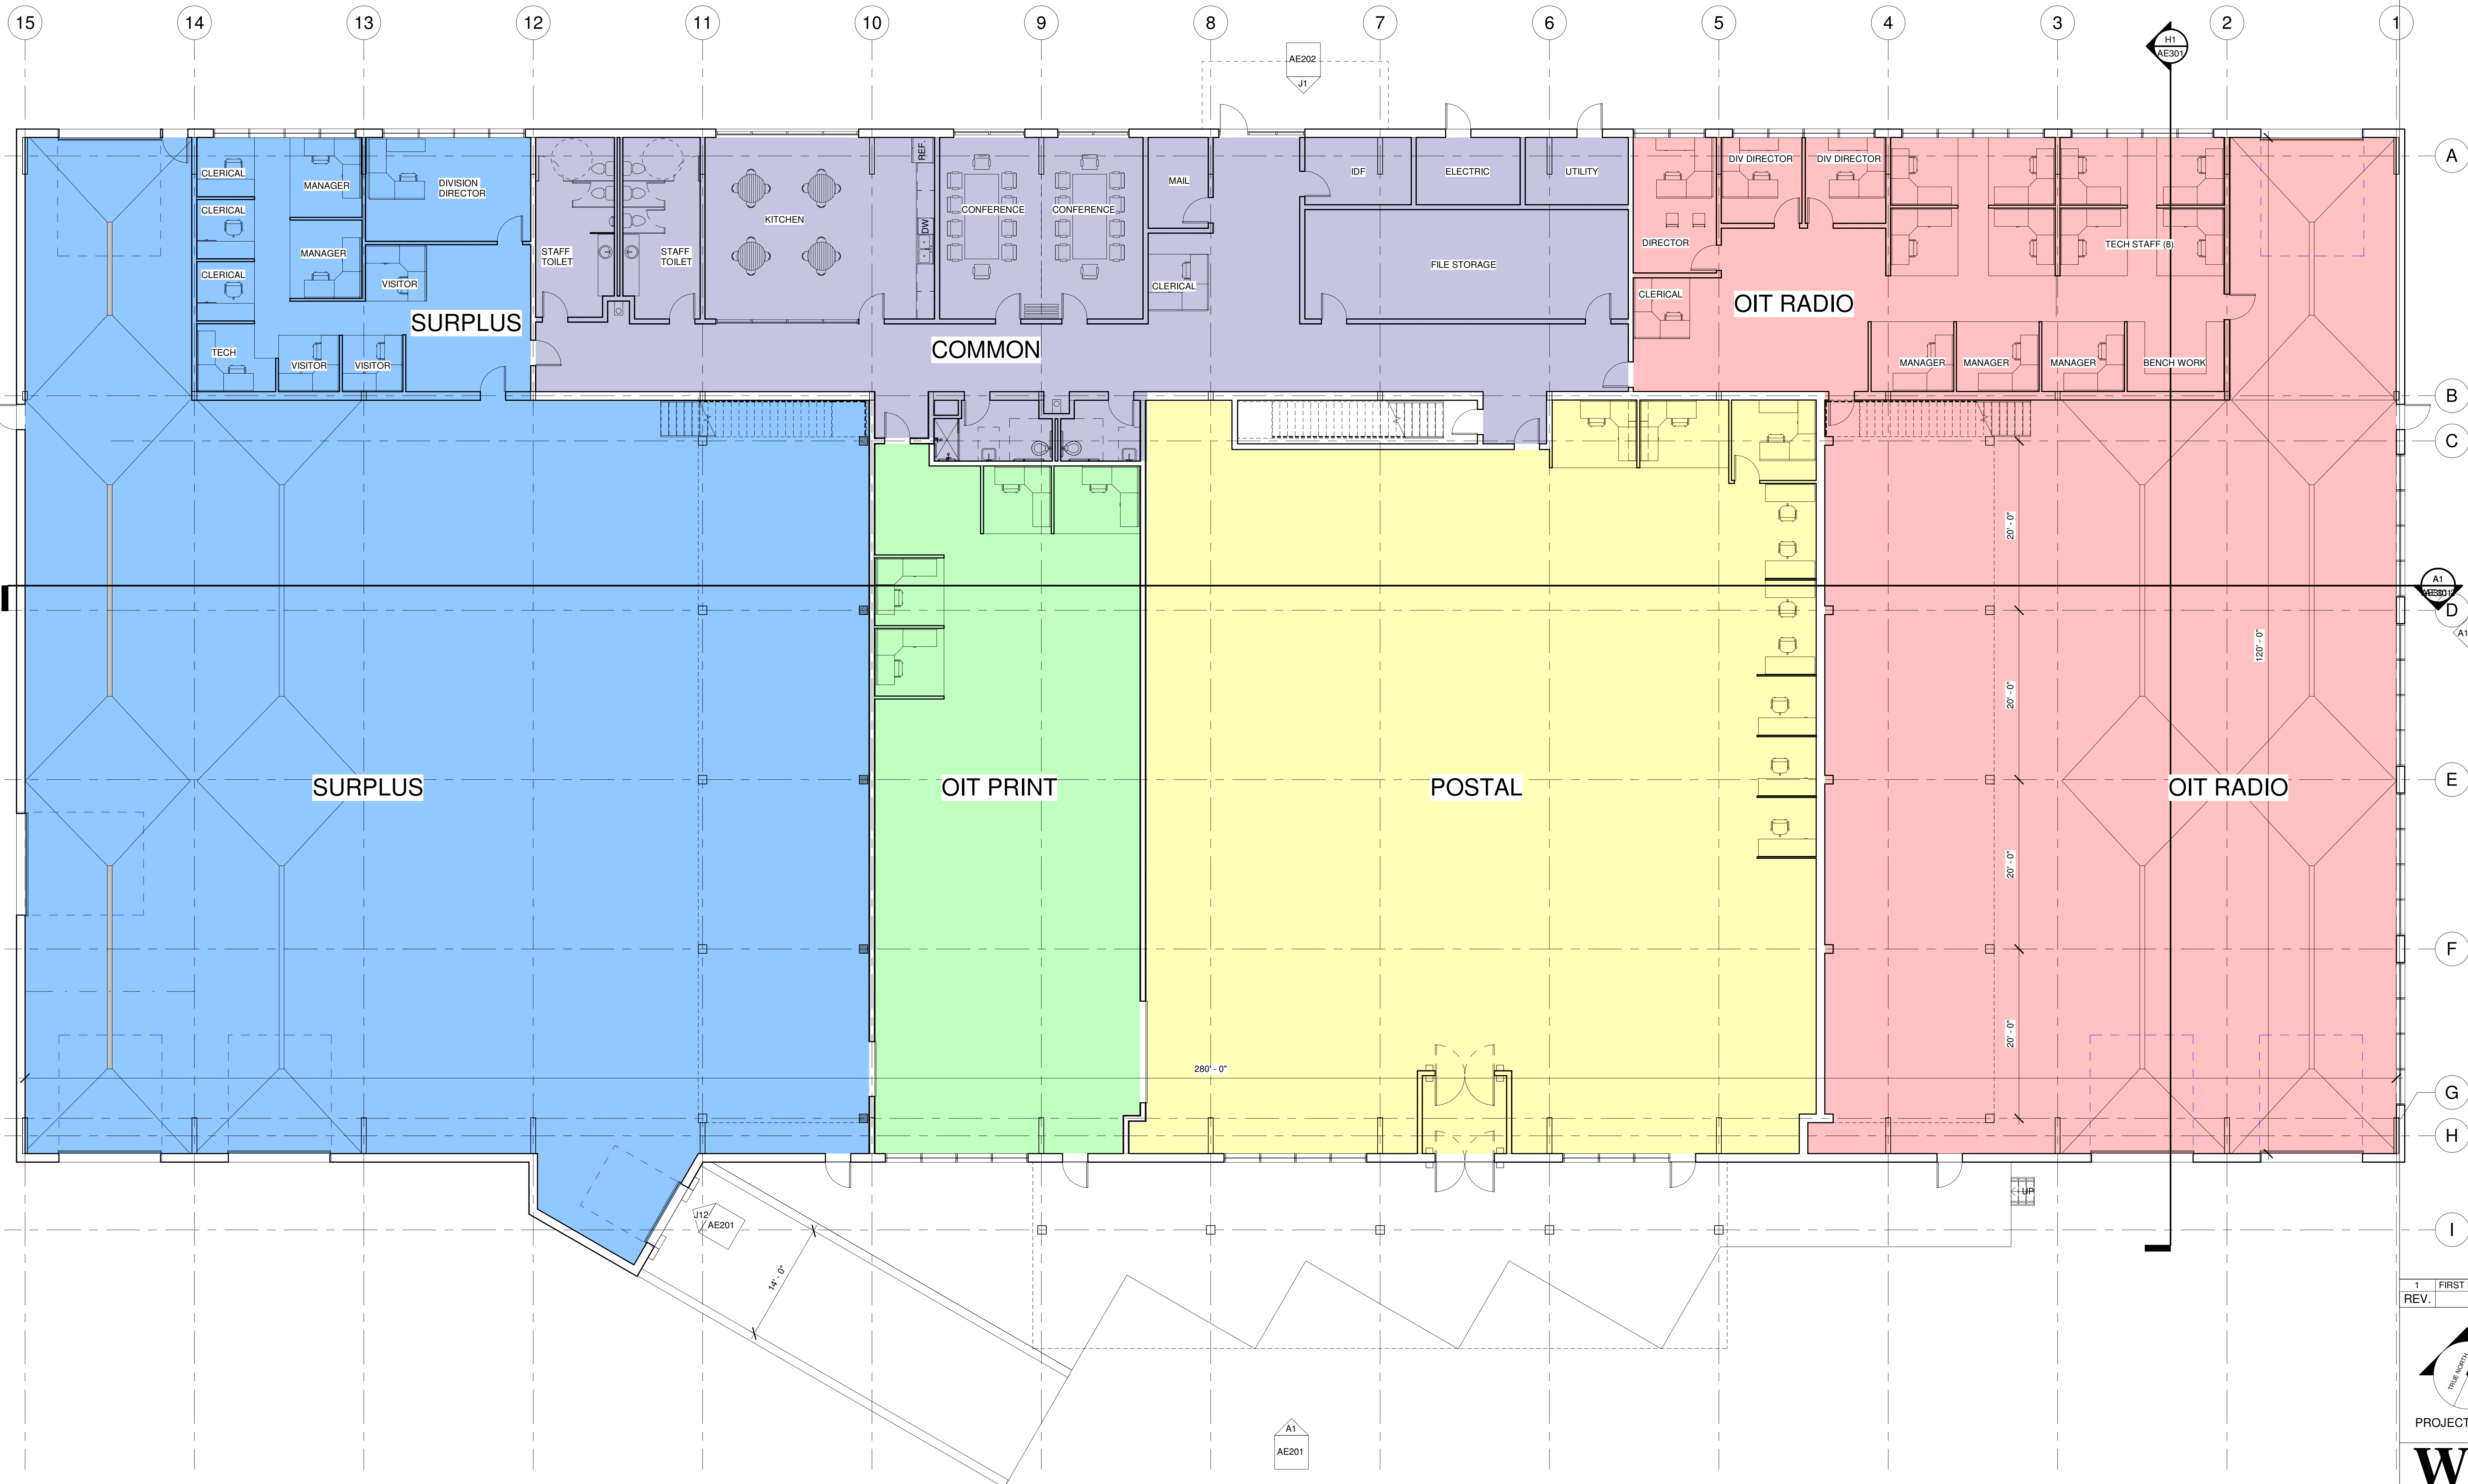 15
14
13
12
11
10
9
8
7
6
5
4
3
2
1
H1
AE301
AE202
J1
A
B
C
D
E
F
G
H
I
CLERICAL
MANAGER
DIVISION
DIRECTOR
CLERICAL
MANAGER
CLERICAL
VISITOR
SURPLUS
TECH
VISITOR
VISITOR
STAFF
TOILET
STAFF
TOILET
KITCHEN
REF.
DW
CONFERENCE
CONFERENCE
MAIL
CLERICAL
IDF
ELECTRIC
UTILITY
FILE STORAGE
COMMON
DIRECTOR
DIV DIRECTOR
DIV DIRECTOR
CLERICAL
OIT RADIO
TECH STAFF (8)
MANAGER
MANAGER
MANAGER
BENCH WORK
20' - 0"
A1
A1
120' - 0"
20' - 0"
SURPLUS
OIT PRINT
POSTAL
OIT RADIO
20' - 0"
20' - 0"
280' - 0"
UP
J12
AE201
14' - 0"
1
FIRST
REV.
TRUE NORTH
PROJECT
A1
AE201
W